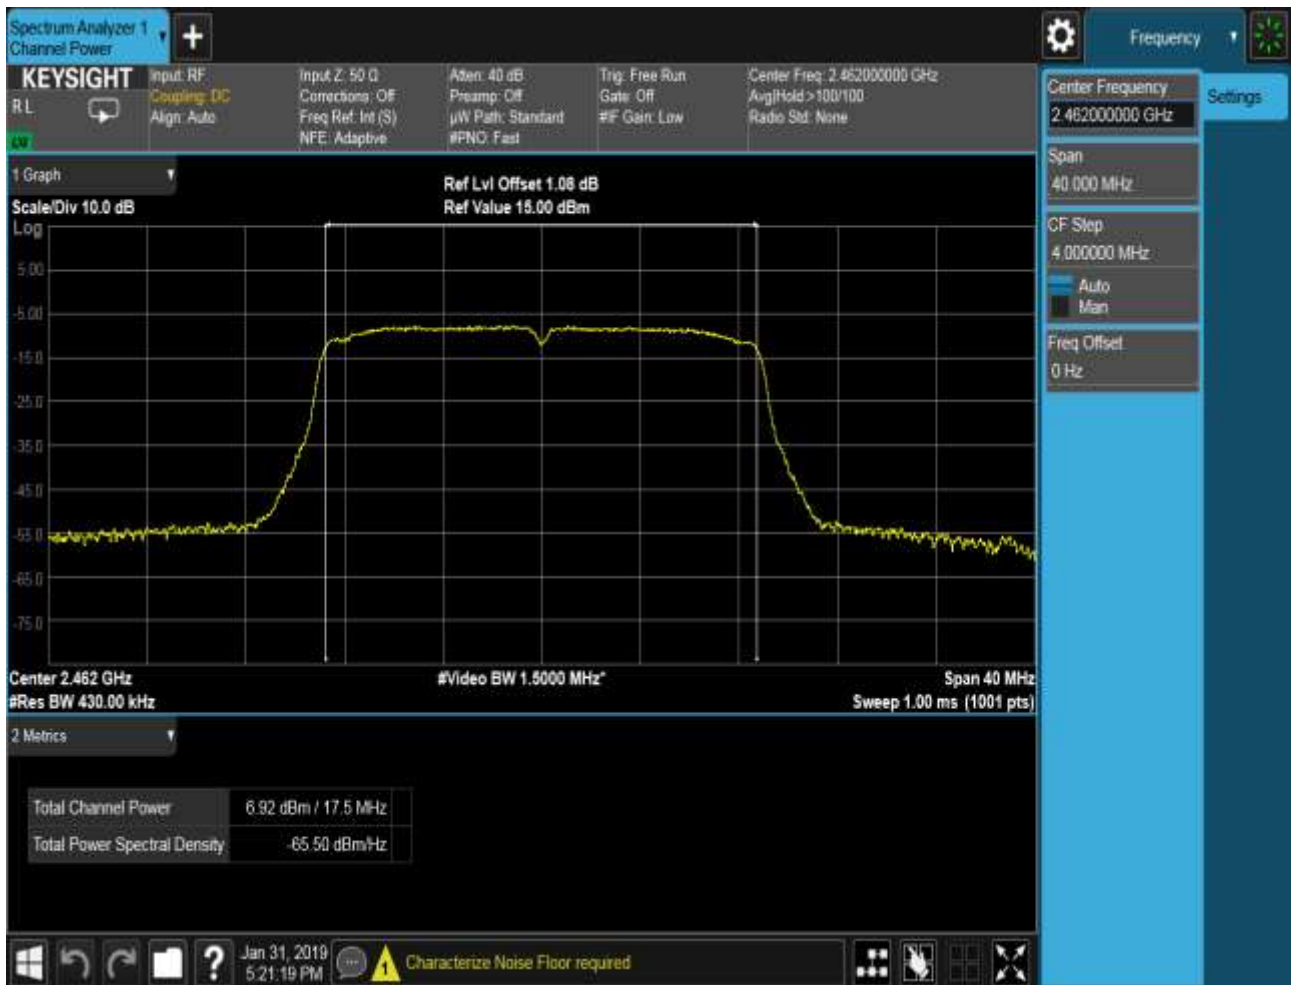 Spectrum Analyzer 1
Channel Power
Frequency
KEYSIGHT
R L
Input: RF
Coupling: DC
Align: Auto
Input Z: 50 Ω
Corrections: Off
Freq Ref: Int (S)
NFE: Adaptive
Atten: 40 dB
Preamp: Off
µW Path: Standard
#PNO: Fast
Trig: Free Run
Gate: Off
#IF Gain: Low
Center Freq: 2.462000000 GHz
Avg|Hold >100/100
Radio Std: None
Center Frequency
2.462000000 GHz
Settings
Span
40.000 MHz
CF Step
4.000000 MHz
Auto
Man
Freq Offset
0 Hz
1 Graph
Scale/Div 10.0 dB
Ref Lvl Offset 1.08 dB
Ref Value 15.00 dBm
Log
5.00
-5.00
-15.0
-25.0
-35.0
-45.0
-55.0
-65.0
-75.0
Center 2.462 GHz
#Video BW 1.5000 MHz*
Span 40 MHz
#Res BW 430.00 kHz
Sweep 1.00 ms (1001 pts)
2 Metrics
Total Channel Power
6.92 dBm / 17.5 MHz
Total Power Spectral Density
-65.50 dBm/Hz
?
Jan 31, 2019
5:21:19 PM
1
Characterize Noise Floor required